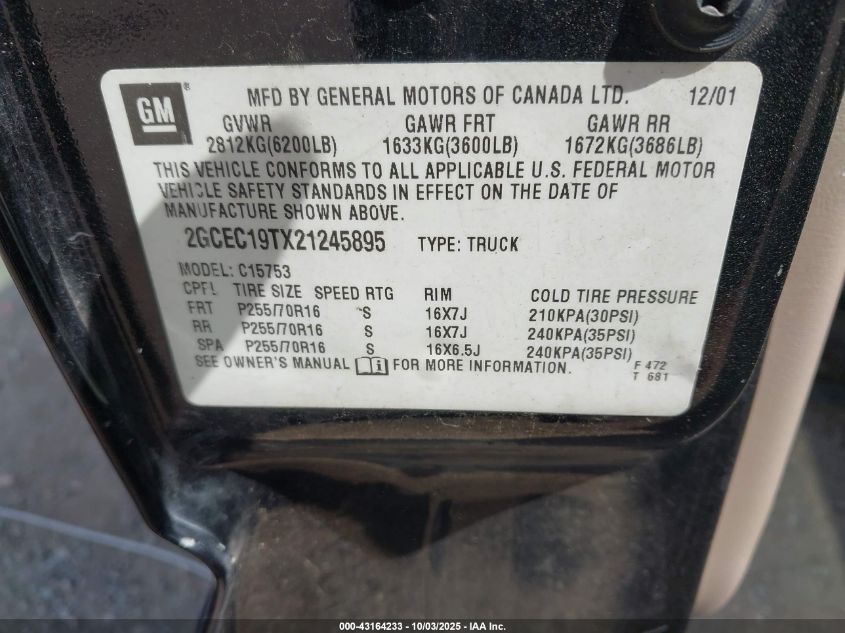 GM ® MFD BY GENERAL MOTORS OF CANADA LTD. 12/01
GVWR GAWR FRT GAWR RR
2812KG(6200LB) 1633KG(3600LB) 1672KG(3686LB)
THIS VEHICLE CONFORMS TO ALL APPLICABLE U.S. FEDERAL MOTOR
VEHICLE SAFETY STANDARDS IN EFFECT ON THE DATE OF
MANUFACTURE SHOWN ABOVE.
2GCEC19TX21245895 TYPE: TRUCK
MODEL: C15753
CPFL TIRE SIZE SPEED RTG RIM COLD TIRE PRESSURE
FRT P255/70R16 S 16X7J 210KPA(30PSI)
RR P255/70R16 S 16X7J 240KPA(35PSI)
SPA P255/70R16 S 16X6.5J 240KPA(35PSI)
SEE OWNER'S MANUAL FOR MORE INFORMATION.
F 472
T 681
000-43164233 - 10/03/2025 - IAA Inc.